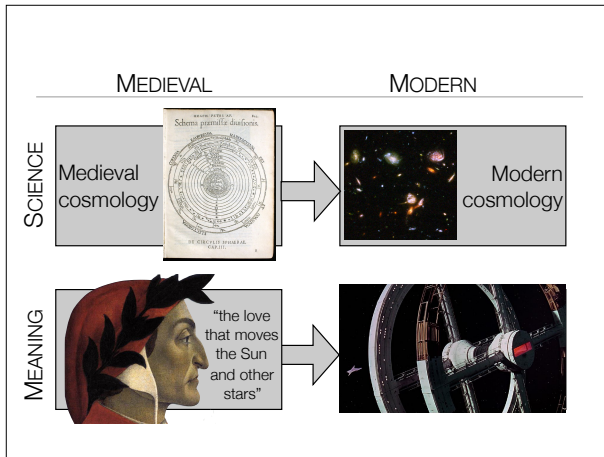 MEDIEVAL
MODERN
SCIENCE
Medieval
cosmology
Schema præmissæ diuisionis.
Modern
cosmology
MEANING
“the love
that moves
the Sun
and other
stars”